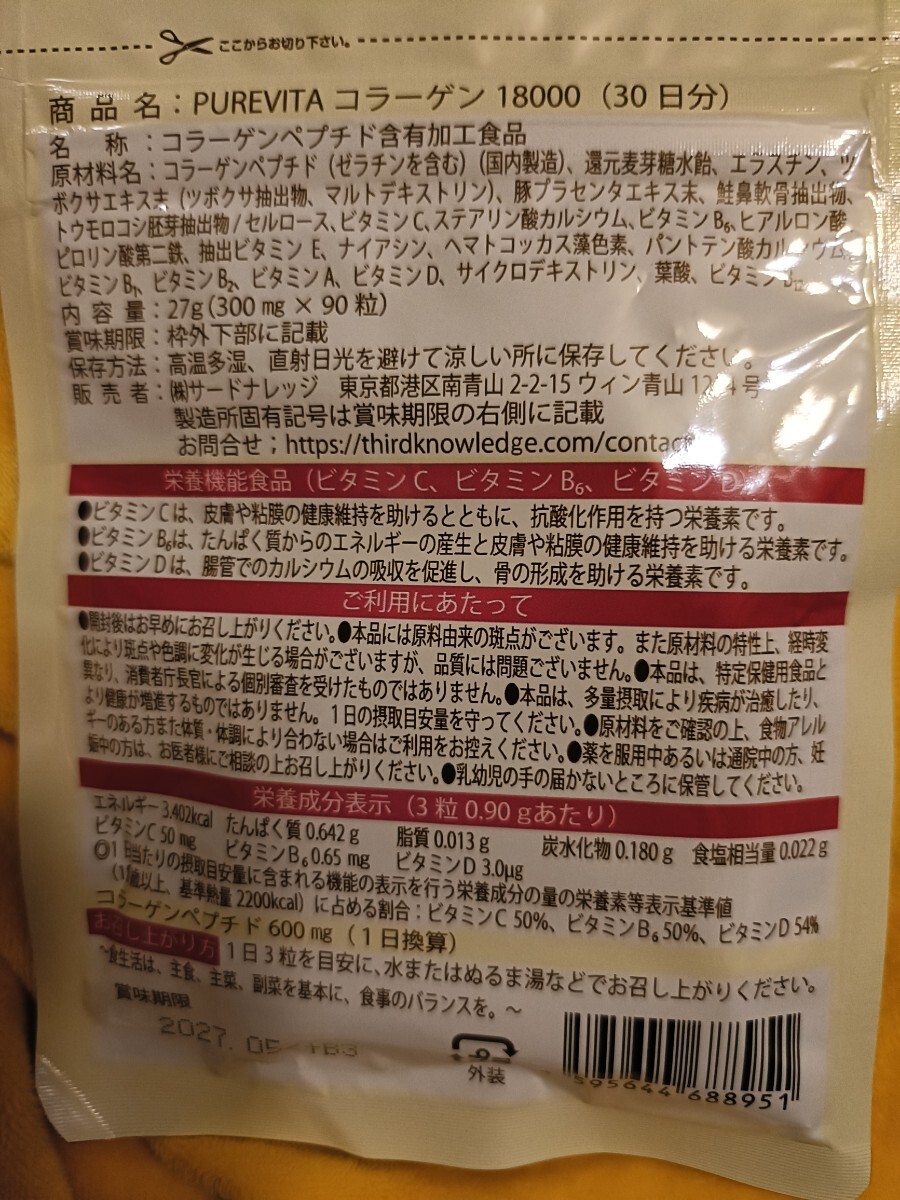 ここからお切り下さい。
商品名：PUREVITA コラーゲン 18000（30 日分）
名称：コラーゲンペプチド含有加工食品
原材料名：コラーゲンペプチド（ゼラチンを含む）（国内製造）、還元麦芽糖水飴、エラスチン、ツ
ボクサエキス末（ツボクサ抽出物、マルトデキストリン）、豚プラセンタエキス末、鮭鼻軟骨抽出物、
トウモロコシ胚芽抽出物/セルロース、ビタミンC、ステアリン酸カルシウム、ビタミンB₆、ヒアルロン酸
ピロリン酸第二鉄、抽出ビタミンE、ナイアシン、ヘマトコッカス藻色素、パントテン酸カルシウム、
ビタミンB₁、ビタミンB₂、ビタミンA、ビタミンD、サイクロデキストリン、葉酸、ビタミンB₁₂
内容量：27g（300 mg × 90 粒）
賞味期限：枠外下部に記載
保存方法：高温多湿、直射日光を避けて涼しい所に保存してください。
販売者：㈱サードナレッジ 東京都港区南青山 2-2-15 ウィン青山
製造所固有記号は賞味期限の右側に記載
お問合せ；https://thirdknowledge.com/contact
栄養機能食品（ビタミンC、ビタミンB₆、ビタミンD）
●ビタミンCは、皮膚や粘膜の健康維持を助けるとともに、抗酸化作用を持つ栄養素です。
●ビタミンB₆は、たんぱく質からのエネルギーの産生と皮膚や粘膜の健康維持を助ける栄養素です。
●ビタミンDは、腸管でのカルシウムの吸収を促進し、骨の形成を助ける栄養素です。
ご利用にあたって
●開封後はお早めにお召し上がりください。●本品には原料由来の斑点がございます。また原材料の特性上、経時変
化により斑点や色調に変化が生じる場合がございますが、品質には問題ございません。●本品は、特定保健用食品と
異なり、消費者庁長官による個別審査を受けたものではありません。●本品は、多量摂取により疾病が治癒したり、
より健康が増進するものではありません。1日の摂取目安量を守ってください。●原材料をご確認の上、食物アレル
ギーのある方また体質・体調により合わない場合はご利用をお控えください。●薬を服用中あるいは通院中の方、妊
娠中の方は、お医者様にご相談の上お召し上がりください。●乳幼児の手の届かないところに保管してください。
栄養成分表示（3 粒 0.90 gあたり）
エネルギー 3.402kcal たんぱく質 0.642 g 脂質 0.013 g 炭水化物 0.180 g 食塩相当量 0.022 g
ビタミンC 50 mg ビタミンB₆ 0.65 mg ビタミンD 3.0μg
◎1日当たりの摂取目安量に含まれる機能の表示を行う栄養成分の量の栄養素等表示基準値
（18歳以上、基準熱量 2200kcal）に占める割合：ビタミンC 50%、ビタミンB₆ 50%、ビタミンD 54%
コラーゲンペプチド 600 mg（1日換算）
お召し上がり方 1日3粒を目安に、水またはぬるま湯などでお召し上がりください。
～食生活は、主食、主菜、副菜を基本に、食事のバランスを。～
賞味期限
2027.05
外装
595644 688951